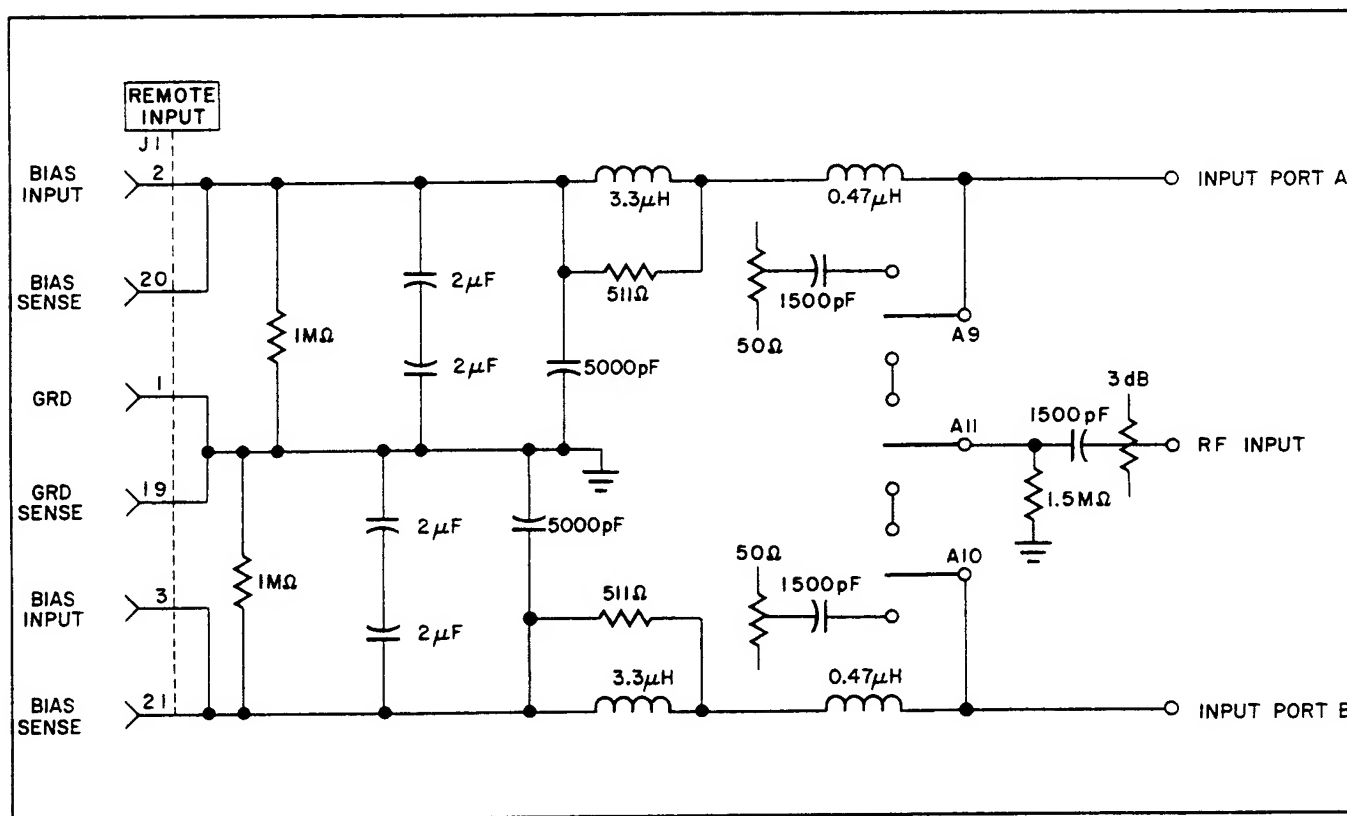 REMOTE
INPUT
J1
BIAS
INPUT
2
3.3µH
0.47µH
INPUT PORT A
BIAS
SENSE
20
2µF
511Ω
1500pF
50Ω
A9
1MΩ
2µF
5000pF
3dB
GRD
1
1500pF
A11
RF INPUT
GRD
SENSE
19
1.5MΩ
2µF
5000pF
50Ω
1500pF
A10
1MΩ
511Ω
BIAS
INPUT
3
2µF
3.3µH
0.47µH
BIAS
SENSE
21
INPUT PORT B